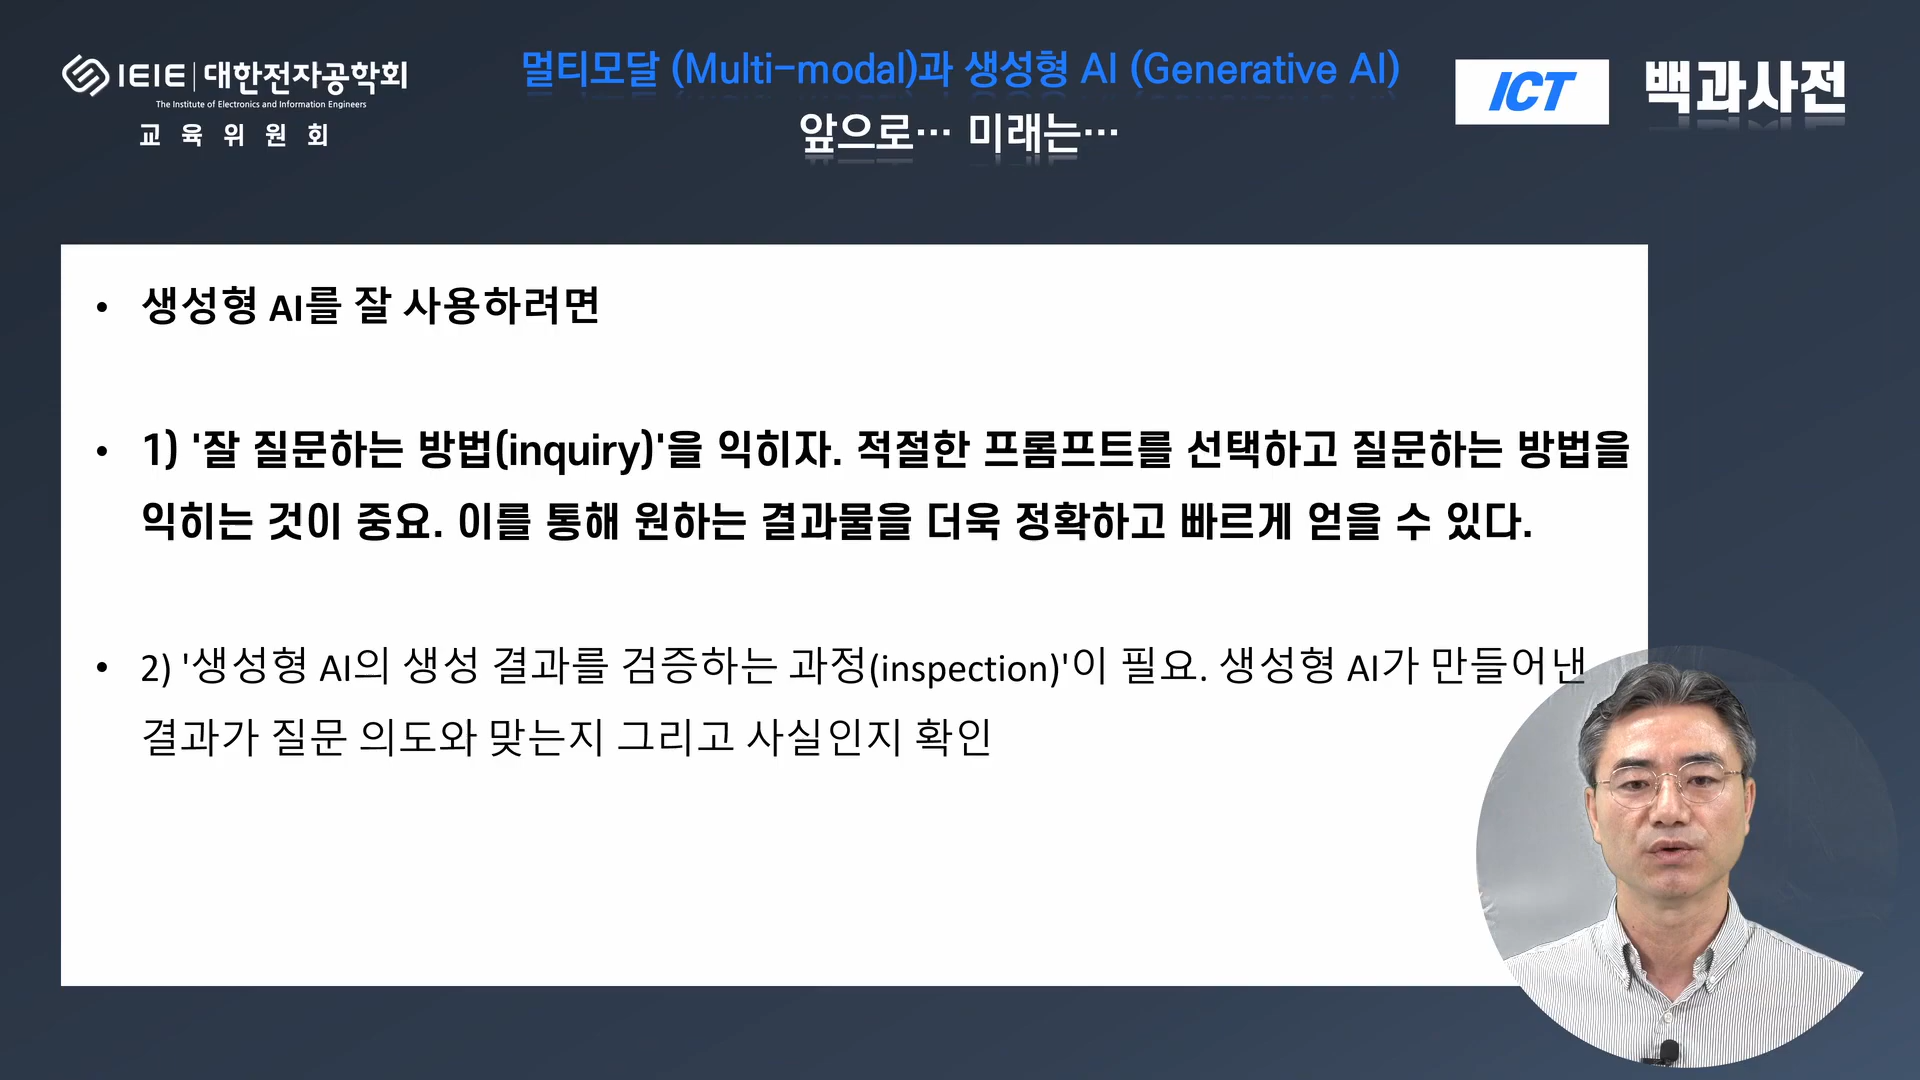 IEIE 대한전자공학회
The Institute of Electronics and Information Engineers
교육위원회
멀티모달 (Multi-modal)과 생성형 AI (Generative AI)
앞으로… 미래는…
ICT 백과사전
• 생성형 AI를 잘 사용하려면
• 1) '잘 질문하는 방법(inquiry)'을 익히자. 적절한 프롬프트를 선택하고 질문하는 방법을
익히는 것이 중요. 이를 통해 원하는 결과물을 더욱 정확하고 빠르게 얻을 수 있다.
• 2) '생성형 AI의 생성 결과를 검증하는 과정(inspection)'이 필요. 생성형 AI가 만들어낸
결과가 질문 의도와 맞는지 그리고 사실인지 확인